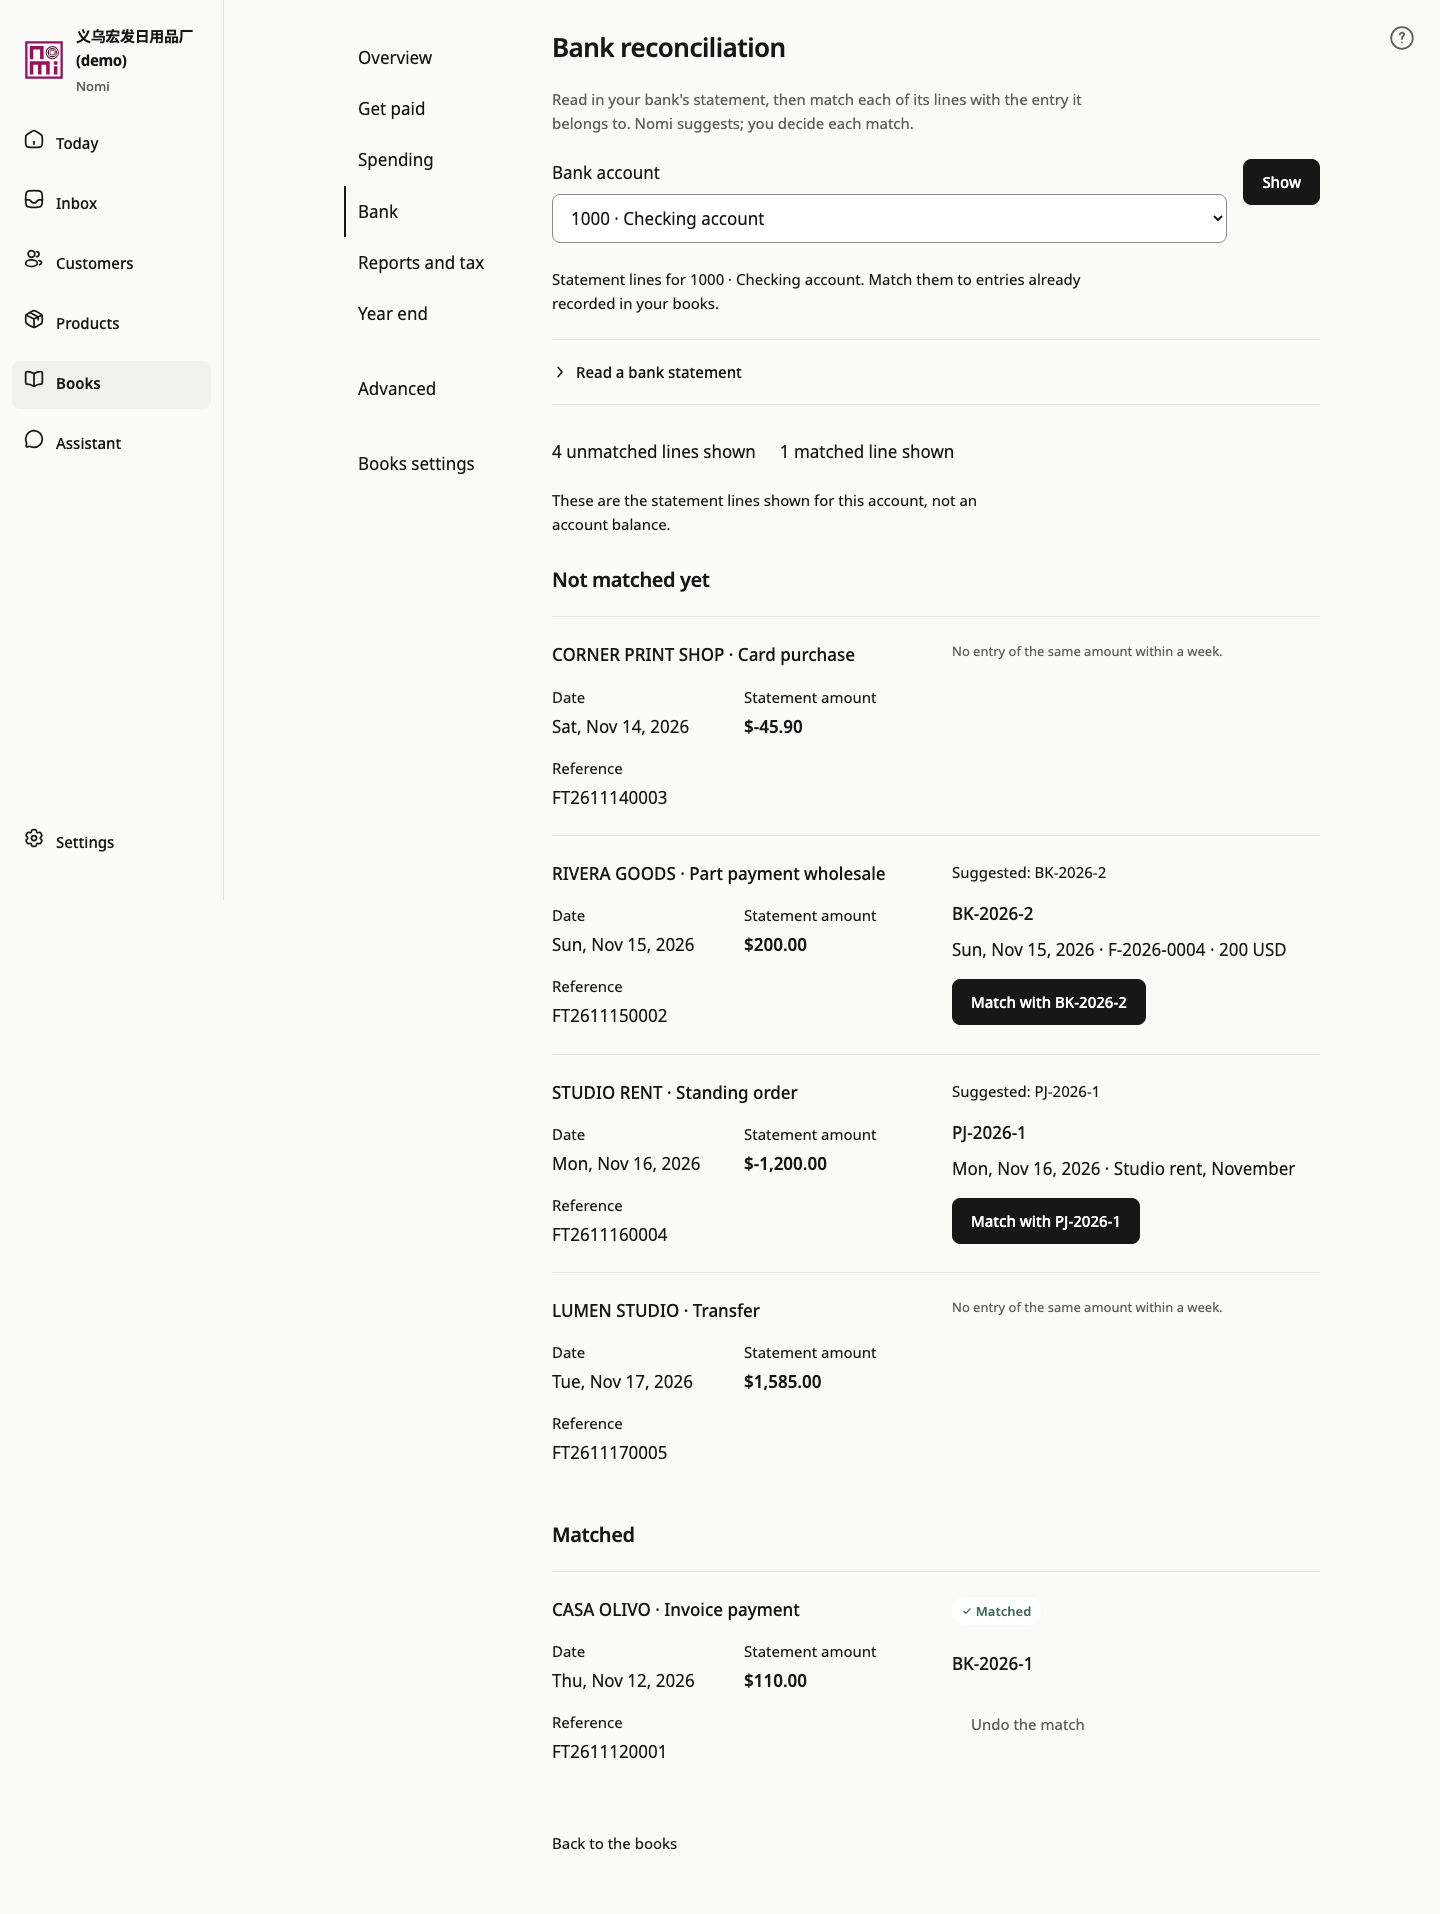 义乌宏发日用品厂
(demo)
Nomi
Today
Inbox
Customers
Products
Books
Assistant
Settings
Overview
Get paid
Spending
Bank
Reports and tax
Year end
Advanced
Books settings
Bank reconciliation
Read in your bank's statement, then match each of its lines with the entry it
belongs to. Nomi suggests; you decide each match.
Bank account
1000 · Checking account
Show
Statement lines for 1000 · Checking account. Match them to entries already
recorded in your books.
Read a bank statement
4 unmatched lines shown 1 matched line shown
These are the statement lines shown for this account, not an
account balance.
Not matched yet
CORNER PRINT SHOP · Card purchase
Date Statement amount
Sat, Nov 14, 2026 $-45.90
Reference
FT2611140003
No entry of the same amount within a week.
RIVERA GOODS · Part payment wholesale
Date Statement amount
Sun, Nov 15, 2026 $200.00
Reference
FT2611150002
Suggested: BK-2026-2
BK-2026-2
Sun, Nov 15, 2026 · F-2026-0004 · 200 USD
Match with BK-2026-2
STUDIO RENT · Standing order
Date Statement amount
Mon, Nov 16, 2026 $-1,200.00
Reference
FT2611160004
Suggested: PJ-2026-1
PJ-2026-1
Mon, Nov 16, 2026 · Studio rent, November
Match with PJ-2026-1
LUMEN STUDIO · Transfer
Date Statement amount
Tue, Nov 17, 2026 $1,585.00
Reference
FT2611170005
No entry of the same amount within a week.
Matched
CASA OLIVO · Invoice payment
Date Statement amount
Thu, Nov 12, 2026 $110.00
Reference
FT2611120001
Matched
BK-2026-1
Undo the match
Back to the books